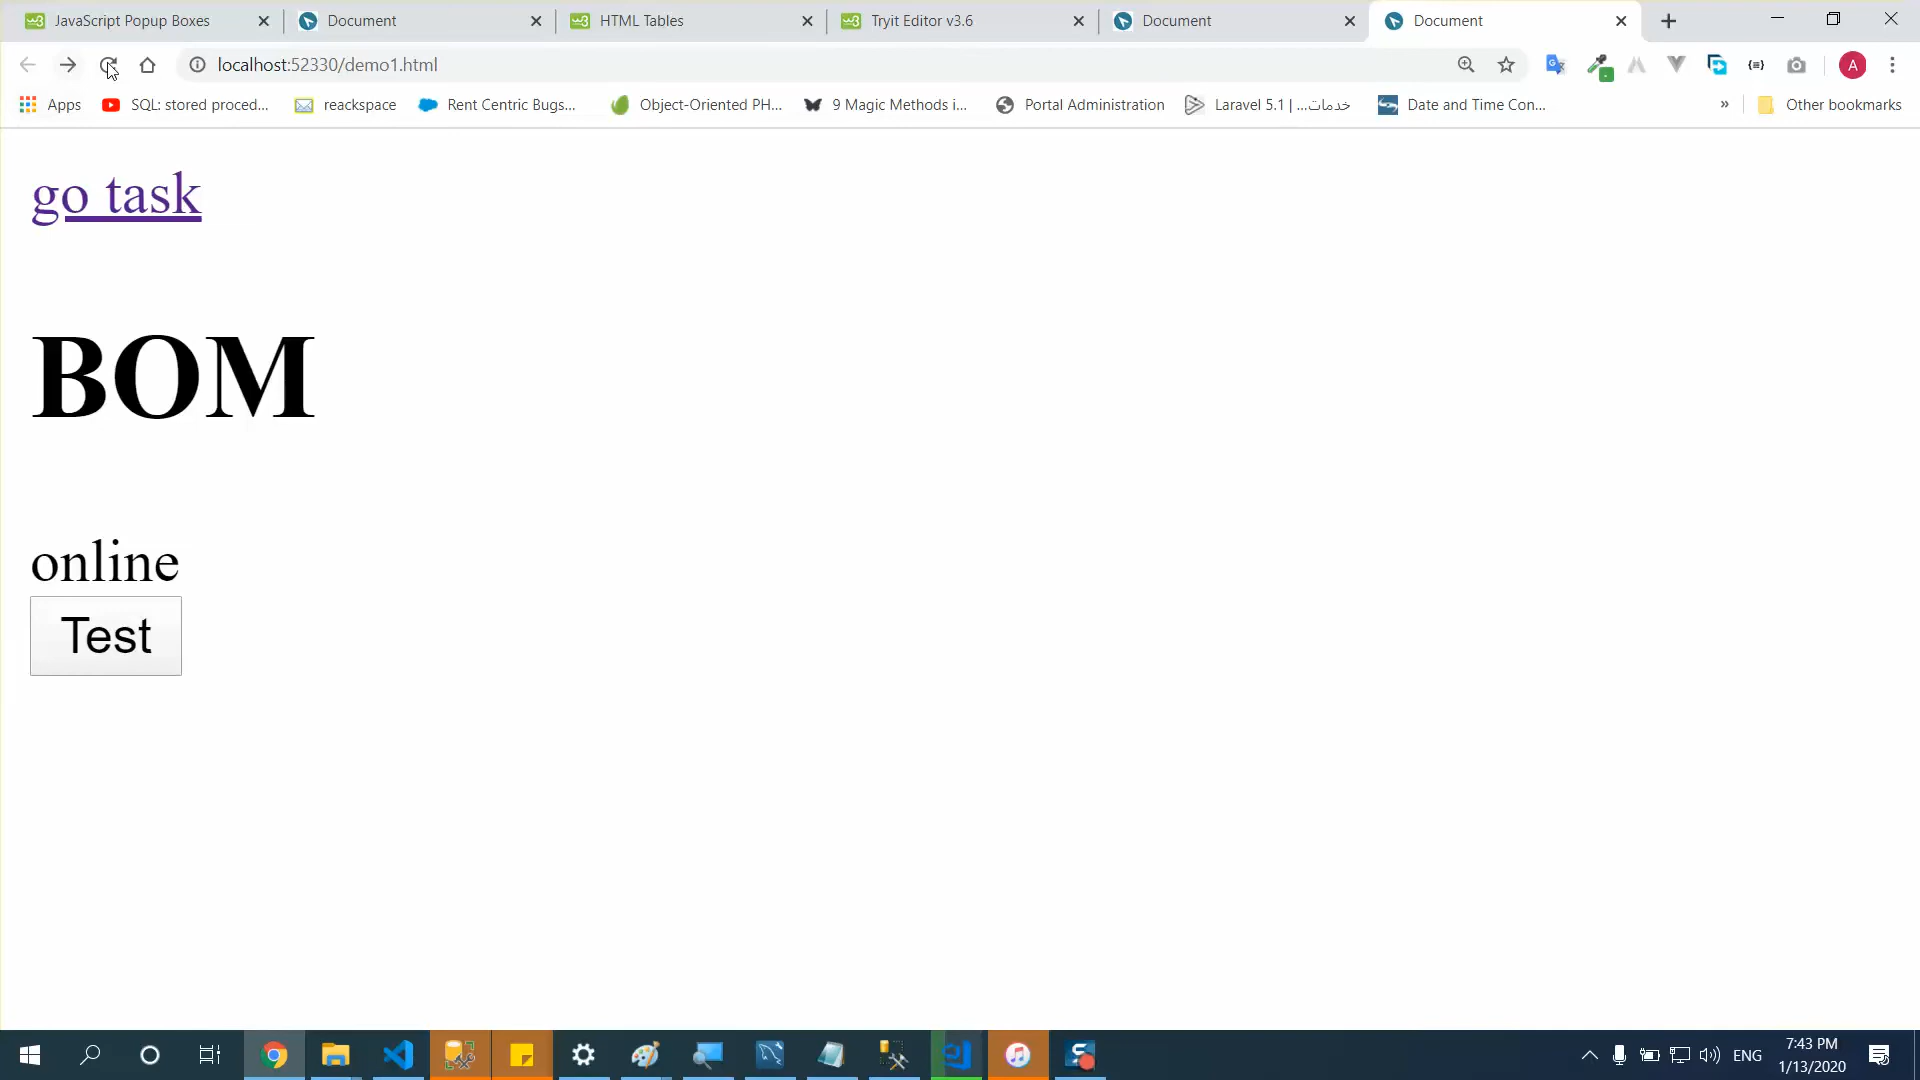 JavaScript Popup Boxes
Document
HTML Tables
Tryit Editor v3.6
Document
Document
localhost:52330/demo1.html
A
Apps
SQL: stored proced...
reackspace
Rent Centric Bugs...
Object-Oriented PH...
9 Magic Methods i...
Portal Administration
Laravel 5.1 | ...خدمات
Date and Time Con...
»
Other bookmarks
go task
BOM
online
Test
ENG
7:43 PM
1/13/2020